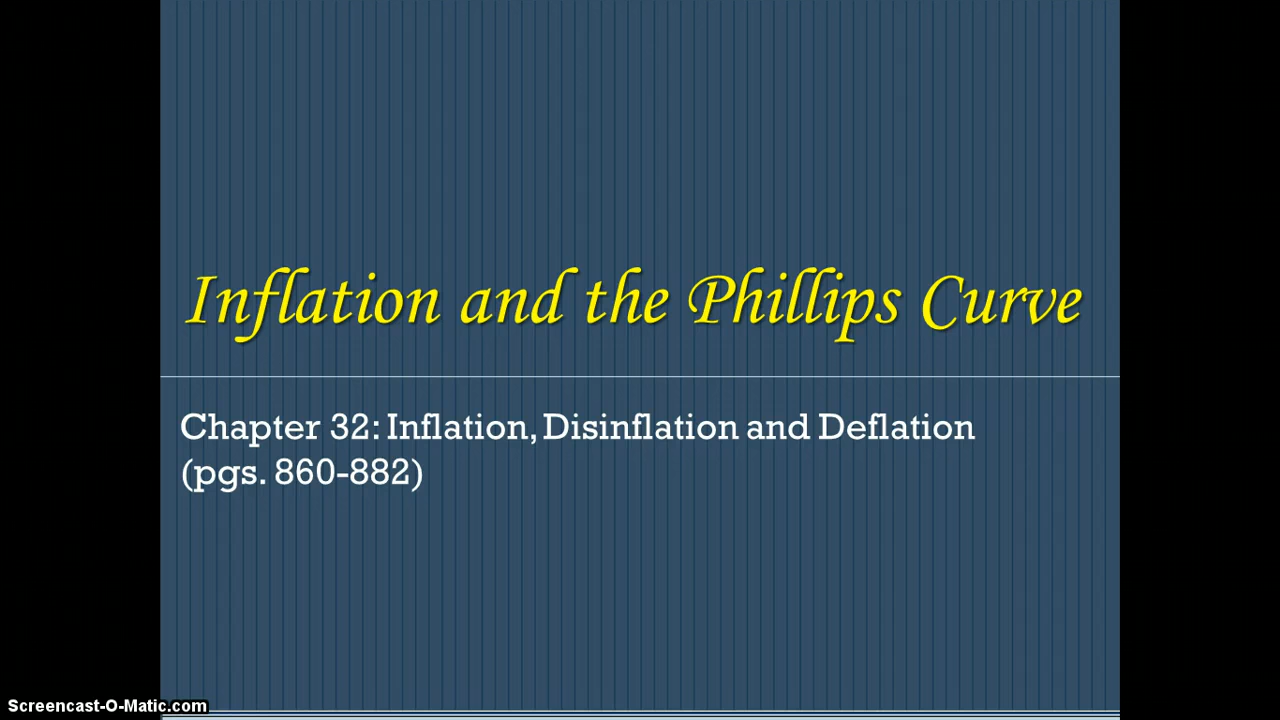 Inflation and the Phillips Curve
Chapter 32: Inflation, Disinflation and Deflation
(pgs. 860-882)
Screencast-O-Matic.com